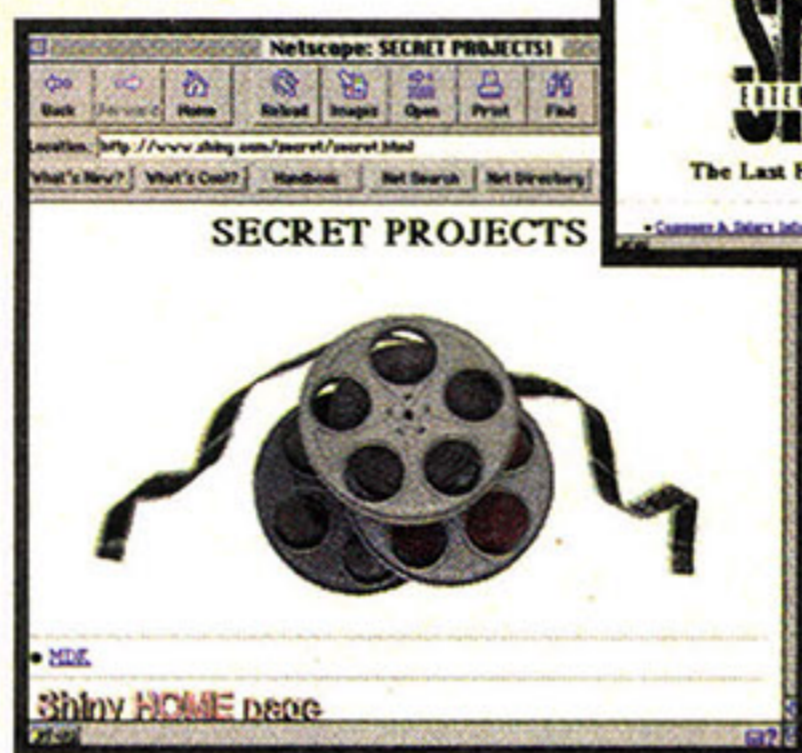 Netscape: SECRET PROJECTS!
Back Forward Home Reload Images Open Print Find
Location: http://www.shiny.com/secret/secret.html
What's New? What's Cool? Handbook Net Search Net Directory
SECRET PROJECTS
• MDK
Shiny HOME page
The Last
• Company &